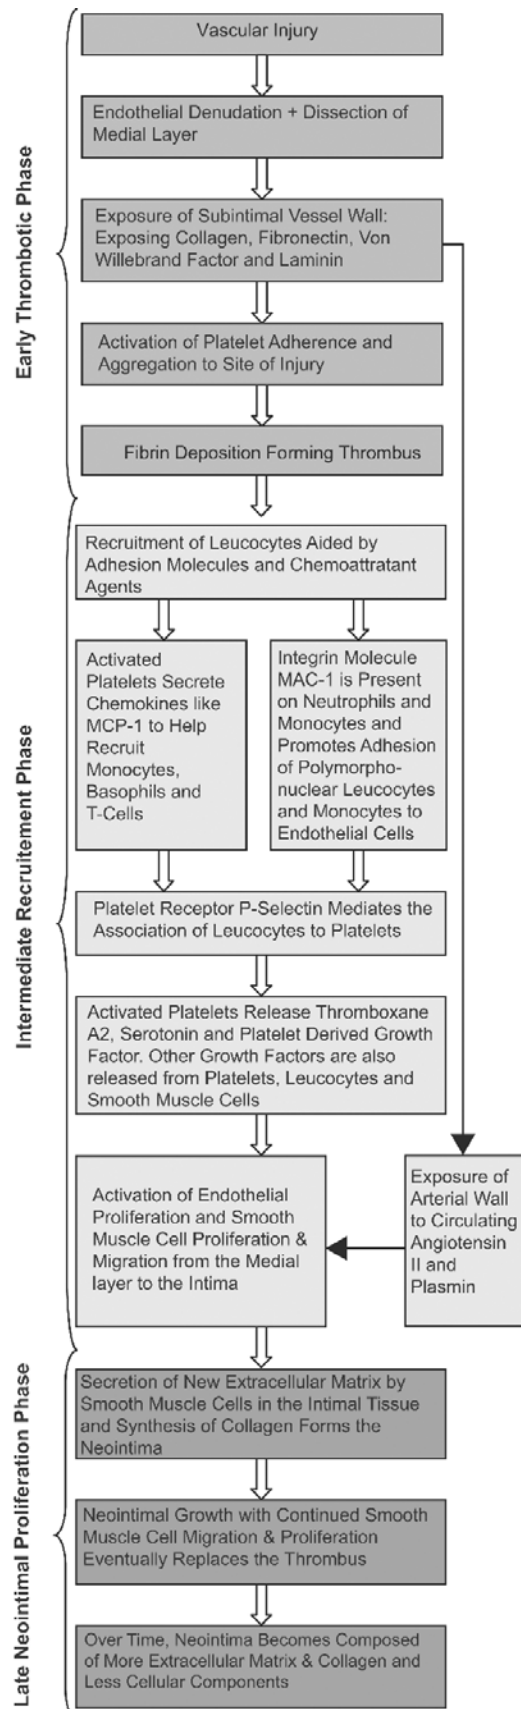 Early Thrombotic Phase
Vascular Injury
Endothelial Denudation + Dissection of
Medial Layer
Exposure of Subintimal Vessel Wall:
Exposing Collagen, Fibronectin, Von
Willebrand Factor and Laminin
Activation of Platelet Adherence and
Aggregation to Site of Injury
Fibrin Deposition Forming Thrombus
Intermediate Recruitement Phase
Recruitment of Leucocytes Aided by
Adhesion Molecules and Chemoattratant
Agents
Activated
Platelets Secrete
Chemokines like
MCP-1 to Help
Recruit
Monocytes,
Basophils and
T-Cells
Integrin Molecule
MAC-1 is Present
on Neutrophils and
Monocytes and
Promotes Adhesion
of Polymorpho-
nuclear Leucocytes
and Monocytes to
Endothelial Cells
Platelet Receptor P-Selectin Mediates the
Association of Leucocytes to Platelets
Activated Platelets Release Thromboxane
A2, Serotonin and Platelet Derived Growth
Factor. Other Growth Factors are also
released from Platelets, Leucocytes and
Smooth Muscle Cells
Activation of Endothelial
Proliferation and Smooth
Muscle Cell Proliferation &
Migration from the Medial
layer to the Intima
Exposure of
Arterial Wall
to Circulating
Angiotensin
II and
Plasmin
Late Neointimal Proliferation Phase
Secretion of New Extracellular Matrix by
Smooth Muscle Cells in the Intimal Tissue
and Synthesis of Collagen Forms the
Neointima
Neointimal Growth with Continued Smooth
Muscle Cell Migration & Proliferation
Eventually Replaces the Thrombus
Over Time, Neointima Becomes Composed
of More Extracellular Matrix & Collagen and
Less Cellular Components